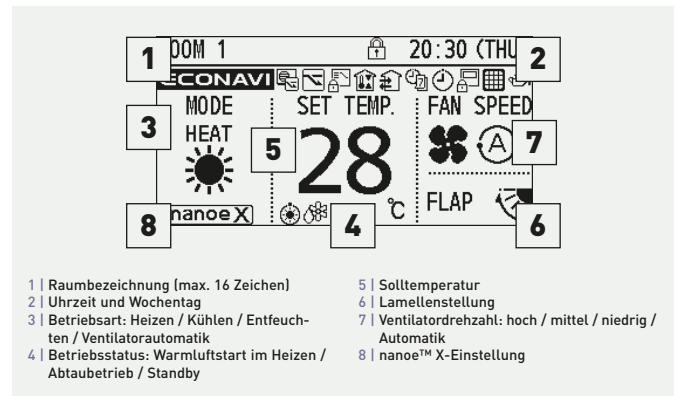 1 OOM 1 20:30 (THU 2
ECONAVI
MODE SET TEMP. FAN SPEED
3 HEAT 5 28 A 7
℃ FLAP
8 nanoe X 4 6
1 | Raumbezeichnung (max. 16 Zeichen)
2 | Uhrzeit und Wochentag
3 | Betriebsart: Heizen / Kühlen / Entfeuch-
ten / Ventilatorautomatik
4 | Betriebsstatus: Warmluftstart im Heizen /
Abtaubetrieb / Standby
5 | Solltemperatur
6 | Lamellenstellung
7 | Ventilatordrehzahl: hoch / mittel / niedrig /
Automatik
8 | nanoe™ X-Einstellung